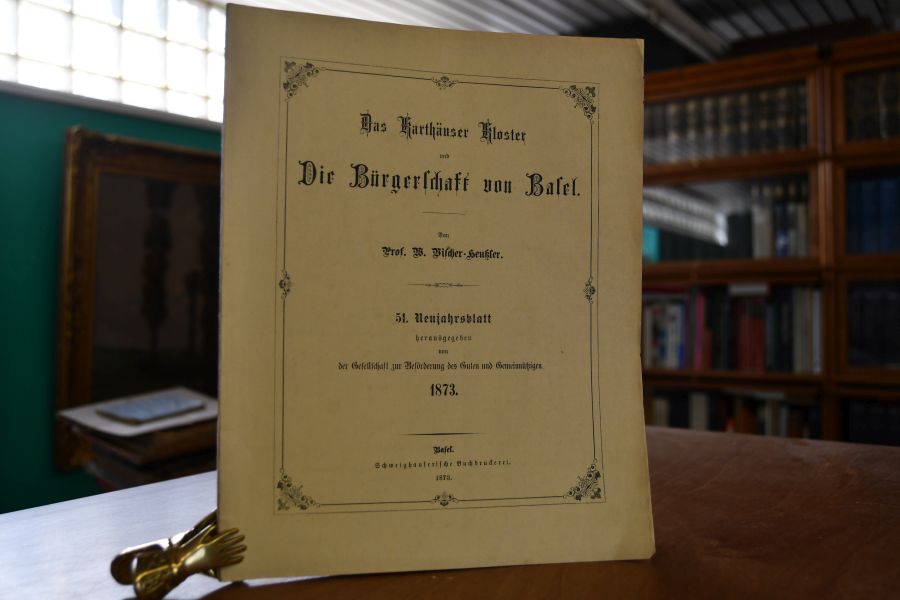 Das Karthäuser Kloster
und
Die Bürgerschaft von Basel.
Von
Prof. W. Vischer-Heußler.
51. Neujahrsblatt
herausgegeben
von
der Gesellschaft zur Beförderung des Guten und Gemeinnützigen.
1873.
Basel.
Schweighauserische Buchdruckerei.
1873.